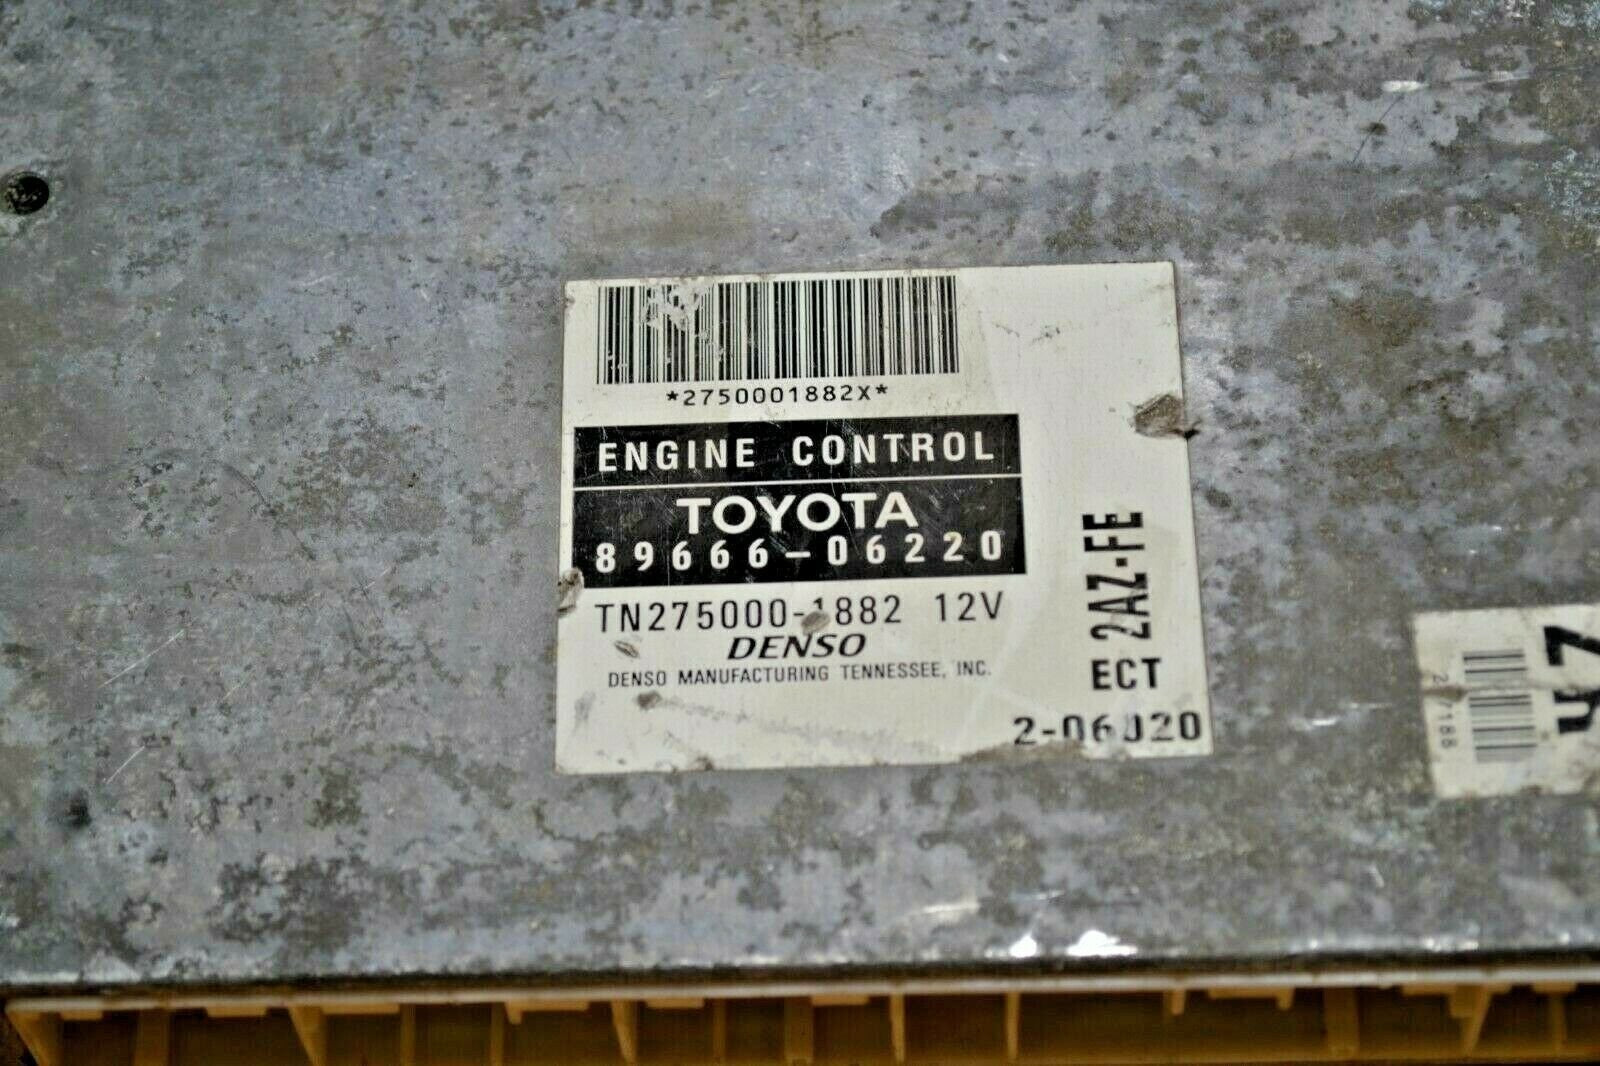 *2750001882X*
ENGINE CONTROL
TOYOTA
89666-06220
TN275000-1882 12V
DENSO
DENSO MANUFACTURING TENNESSEE, INC.
2AZ-FE
ECT
2-06020